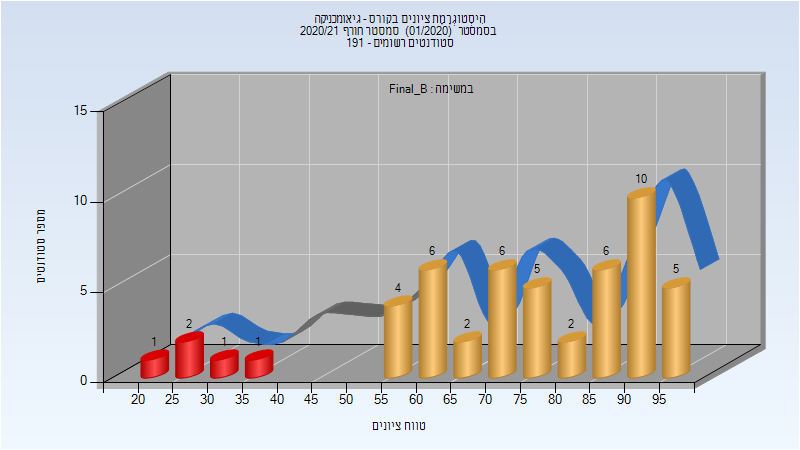 היסטוגרמת ציונים בקורס - גיאומכניקה
בסמסטר (01/2020) סמסטר חורף 2020/21
סטודנטים רשומים - 191
במשימה : Final_B
מספר סטודנטים
15
10
5
0
1
2
1
1
4
6
2
6
5
2
6
10
5
20 25 30 35 40 45 50 55 60 65 70 75 80 85 90 95
טווח ציונים